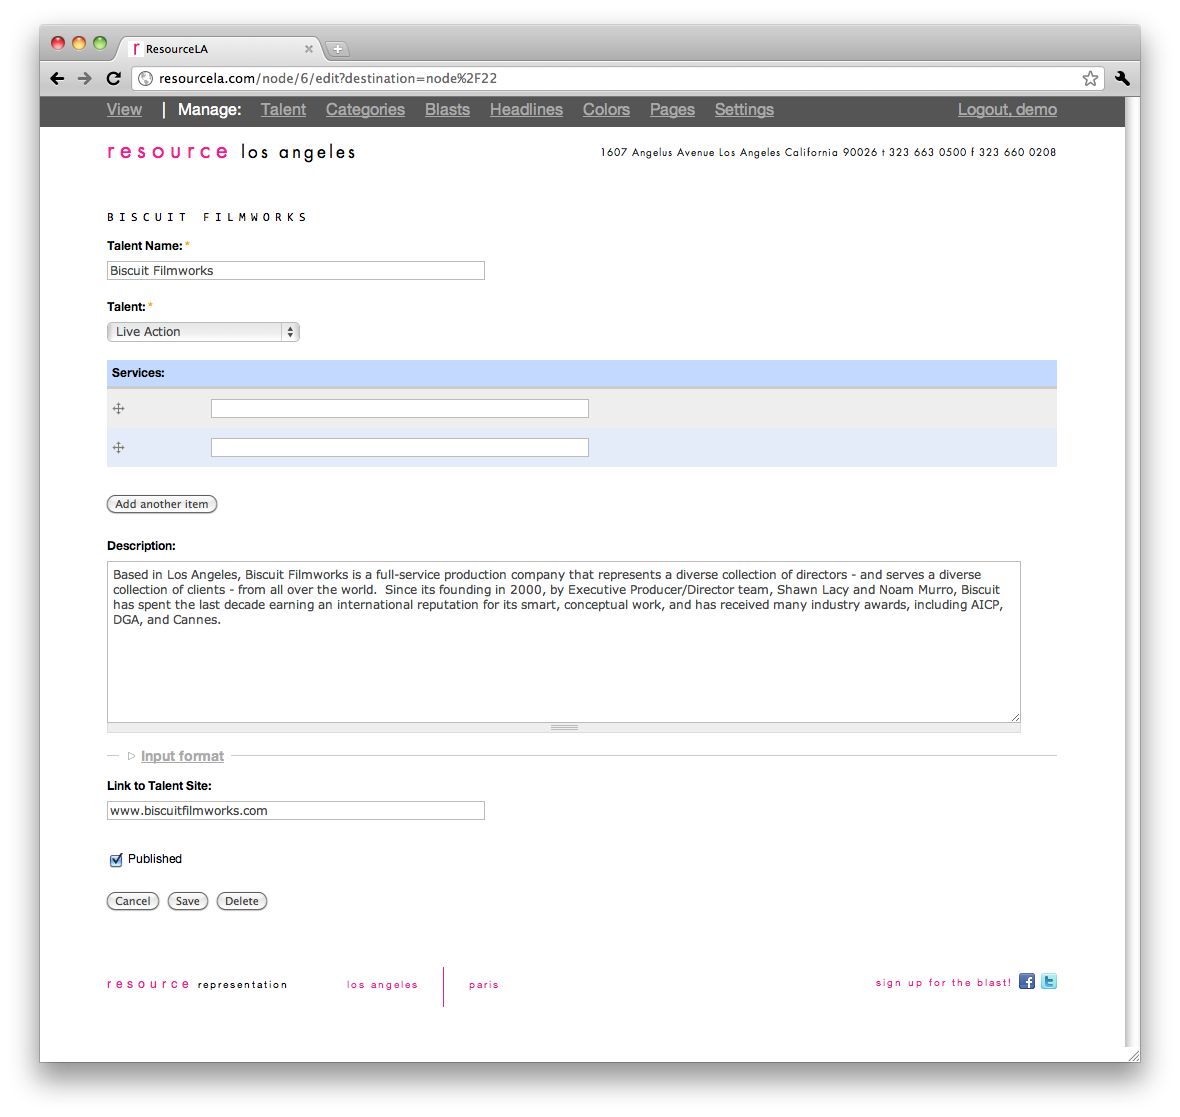 r ResourceLA
resourcela.com/node/6/edit?destination=node%2F22
View | Manage: Talent Categories Blasts Headlines Colors Pages Settings Logout, demo
resource los angeles
1607 Angelus Avenue Los Angeles California 90026 t 323 663 0500 f 323 660 0208
BISCUIT FILMWORKS
Talent Name: *
Biscuit Filmworks
Talent: *
Live Action
Services:
Add another item
Description:
Based in Los Angeles, Biscuit Filmworks is a full-service production company that represents a diverse collection of directors - and serves a diverse
collection of clients - from all over the world.  Since its founding in 2000, by Executive Producer/Director team, Shawn Lacy and Noam Murro, Biscuit
has spent the last decade earning an international reputation for its smart, conceptual work, and has received many industry awards, including AICP,
DGA, and Cannes.
Input format
Link to Talent Site:
www.biscuitfilmworks.com
Published
Cancel Save Delete
resource representation los angeles paris sign up for the blast! f t